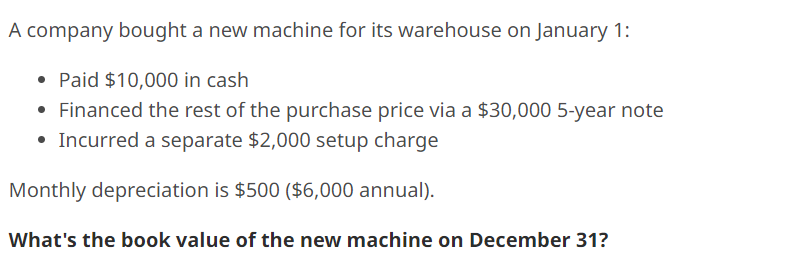 A company bought a new machine for its warehouse on January 1:
• Paid $10,000 in cash
• Financed the rest of the purchase price via a $30,000 5-year note
• Incurred a separate $2,000 setup charge
Monthly depreciation is $500 ($6,000 annual).
What's the book value of the new machine on December 31?